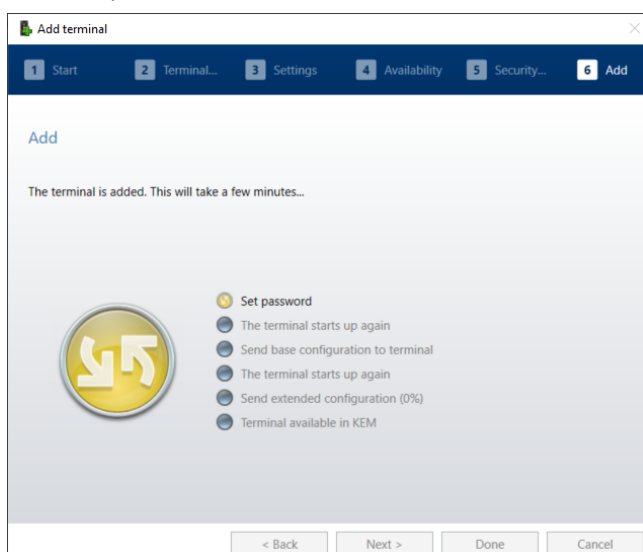 Add terminal
1 Start 2 Terminal... 3 Settings 4 Availability 5 Security... 6 Add
Add
The terminal is added. This will take a few minutes...
Set password
The terminal starts up again
Send base configuration to terminal
The terminal starts up again
Send extended configuration (0%)
Terminal available in KEM
< Back Next > Done Cancel